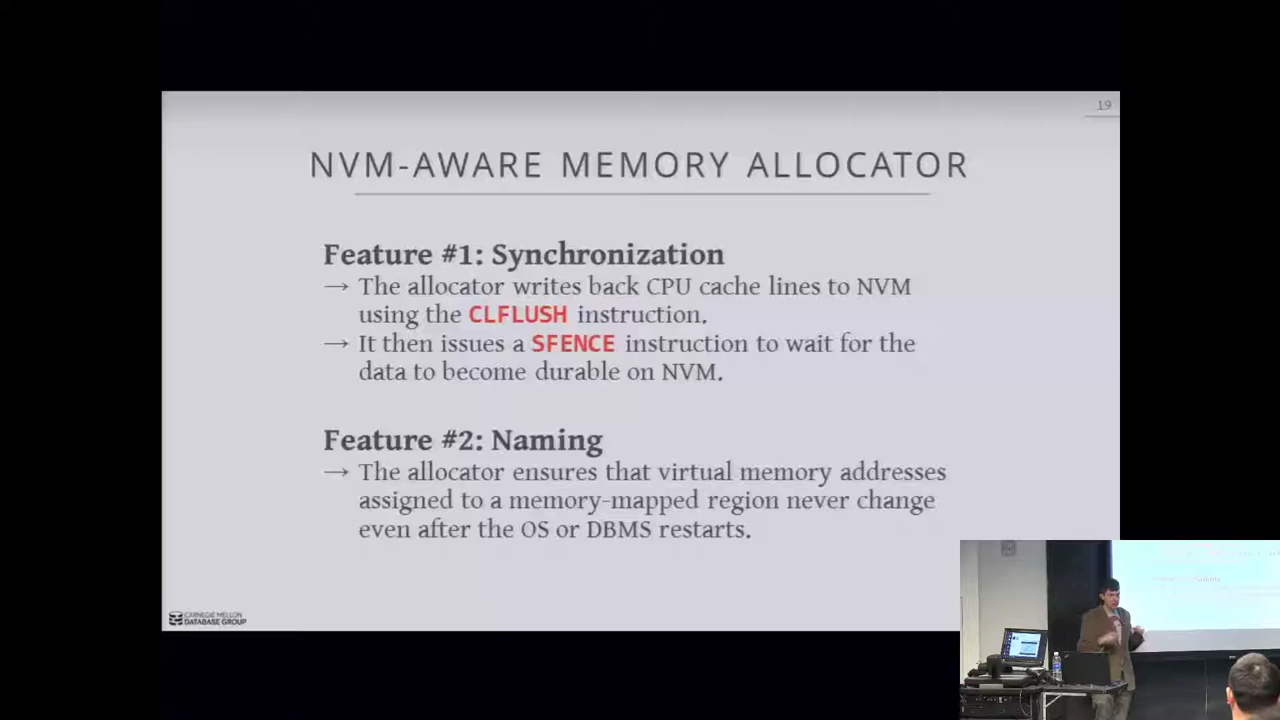 19
NVM-AWARE MEMORY ALLOCATOR
Feature #1: Synchronization
→ The allocator writes back CPU cache lines to NVM
using the CLFLUSH instruction.
→ It then issues a SFENCE instruction to wait for the
data to become durable on NVM.
Feature #2: Naming
→ The allocator ensures that virtual memory addresses
assigned to a memory-mapped region never change
even after the OS or DBMS restarts.
CARNEGIE MELLON
DATABASE GROUP